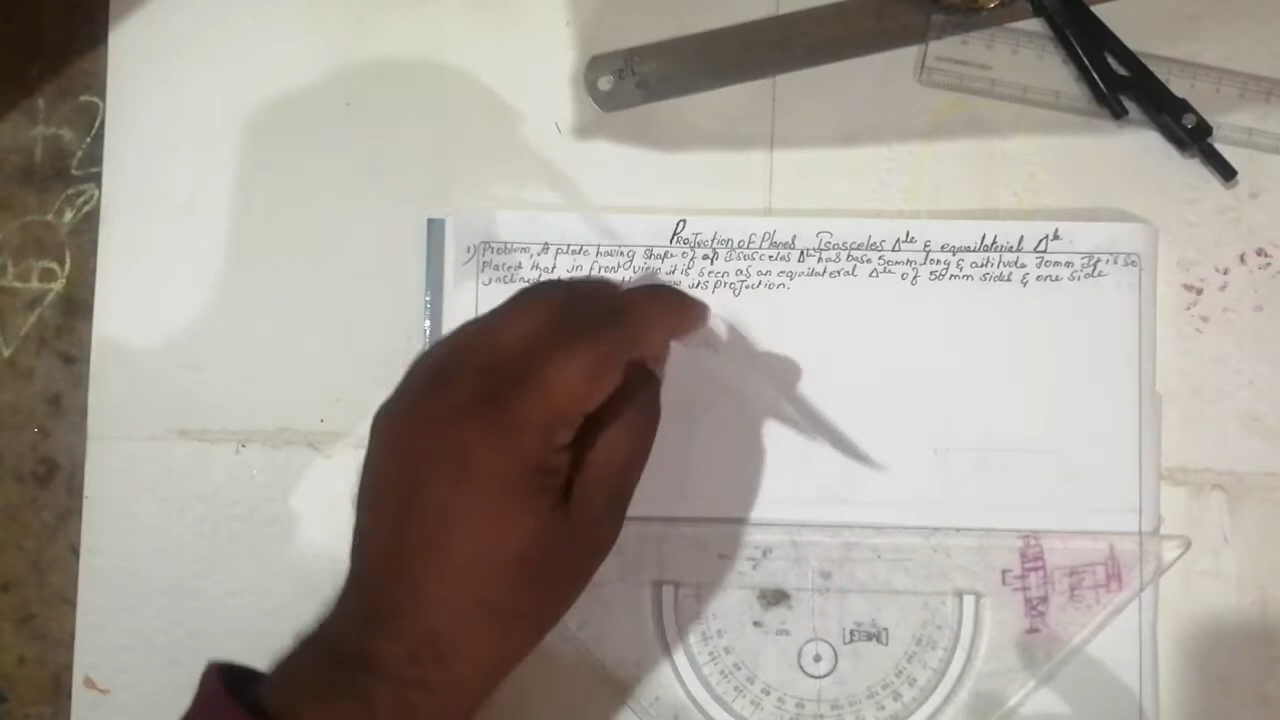 Projection of Planes. Isosceles Δle & equailaterial Δle
1) Problem, A plate having shape of an Isosceles Δle has base 50mm long & altitude 70mm. It is so
Placed that in front view it is seen as an equilateral Δle of 50mm sides & one side
inclined its Projection.
MEG